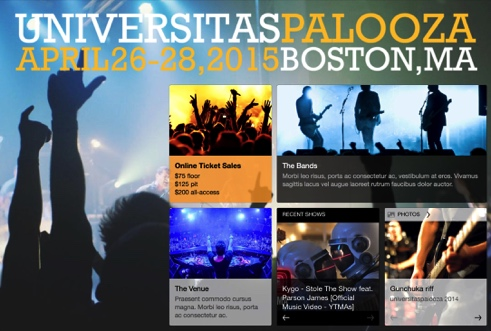 UNIVERSITASPALOOZA
APRIL26-28,2015BOSTON,MA
Online Ticket Sales
$75 floor
$125 pit
$200 all-access
The Bands
Morbi leo risus, porta ac consectetur ac, vestibulum at eros. Vivamus
sagittis lacus vel augue laoreet rutrum faucibus dolor auctor.
The Venue
Praesent commodo cursus
magna. Morbi leo risus, porta
ac consectetur ac.
RECENT SHOWS
Kygo - Stole The Show feat.
Parson James [Official
Music Video - YTMAs]
PHOTOS
Gunchuka riff
universitaspalooza 2014